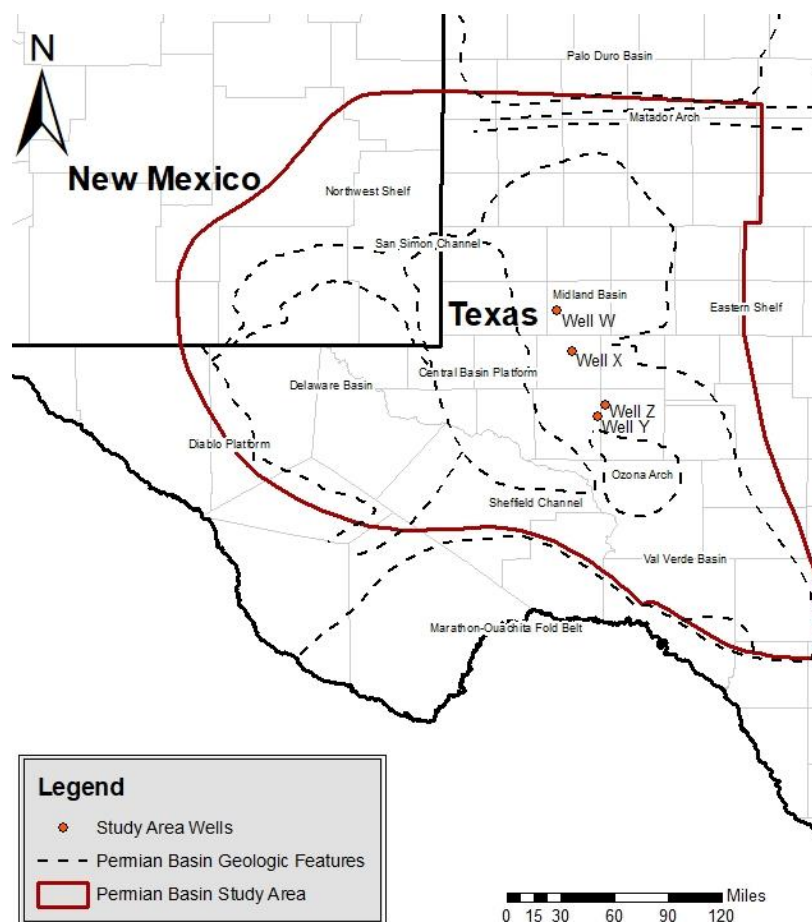 Palo Duro Basin
N
Matador Arch
New Mexico
Northwest Shelf
San Simon Channel
Midland Basin
Texas
Eastern Shelf
Well W
Well X
Central Basin Platform
Delaware Basin
Well Z
Well Y
Diablo Platform
Ozona Arch
Sheffield Channel
Val Verde Basin
Marathon-Ouachita Fold Belt
Legend
Study Area Wells
Permian Basin Geologic Features
Permian Basin Study Area
Miles
0 15 30 60 90 120